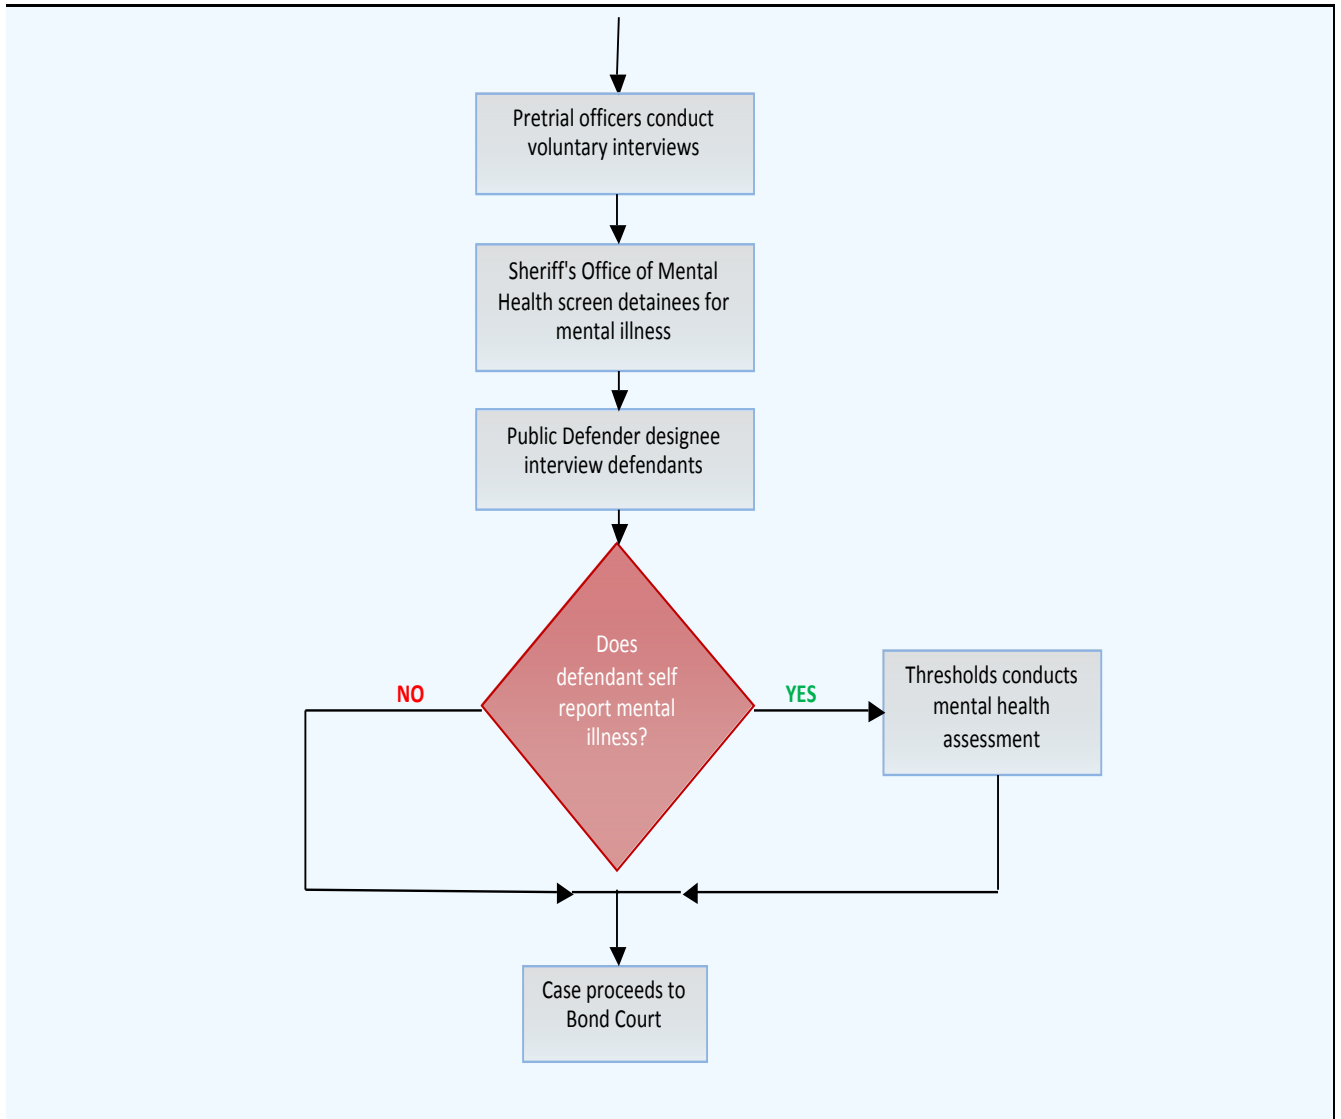 Pretrial officers conduct
voluntary interviews
Sheriff's Office of Mental
Health screen detainees for
mental illness
Public Defender designee
interview defendants
Does
defendant self
report mental
illness?
NO
YES
Thresholds conducts
mental health
assessment
Case proceeds to
Bond Court